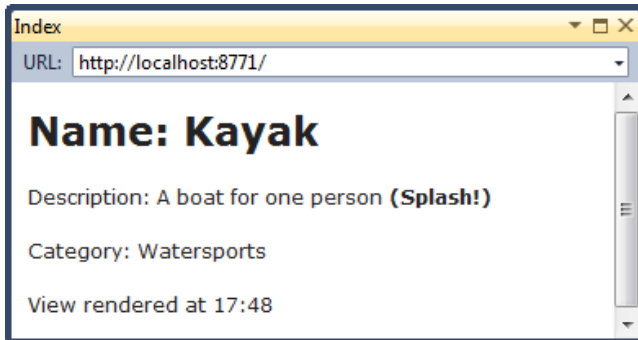 Index
URL: http://localhost:8771/
Name: Kayak
Description: A boat for one person (Splash!)
Category: Watersports
View rendered at 17:48